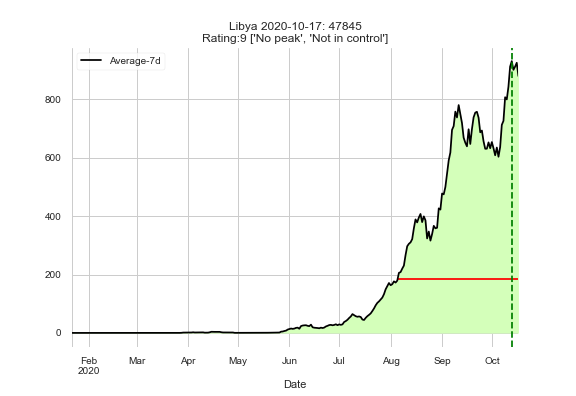 Libya 2020-10-17: 47845
Rating:9 ['No peak', 'Not in control']
Average-7d
800
600
400
200
0
Feb Mar Apr May Jun Jul Aug Sep Oct
2020
Date